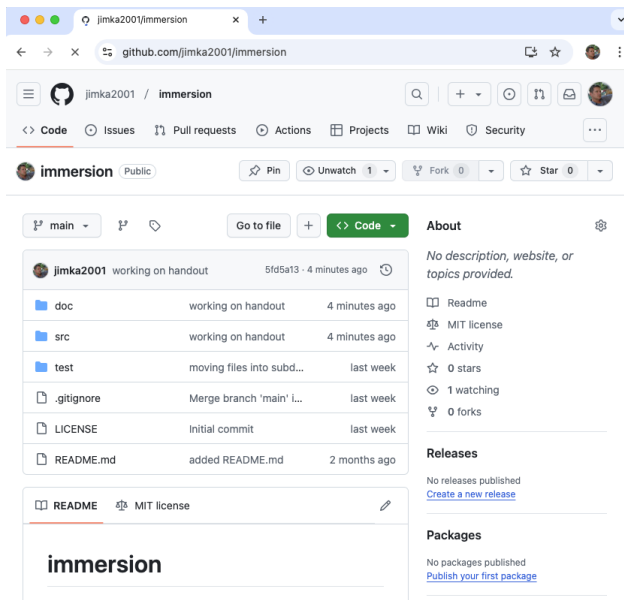 jimka2001/immersion
github.com/jimka2001/immersion
jimka2001 / immersion
Code Issues Pull requests Actions Projects Wiki Security
immersion Public Pin Unwatch 1 Fork 0 Star 0
main Go to file Code
jimka2001 working on handout 5fd5a13 · 4 minutes ago
doc working on handout 4 minutes ago
src working on handout 4 minutes ago
test moving files into subd... last week
.gitignore Merge branch 'main' i... last week
LICENSE Initial commit last week
README.md added README.md 2 months ago
README MIT license
immersion
About
No description, website, or
topics provided.
Readme
MIT license
Activity
0 stars
1 watching
0 forks
Releases
No releases published
Create a new release
Packages
No packages published
Publish your first package